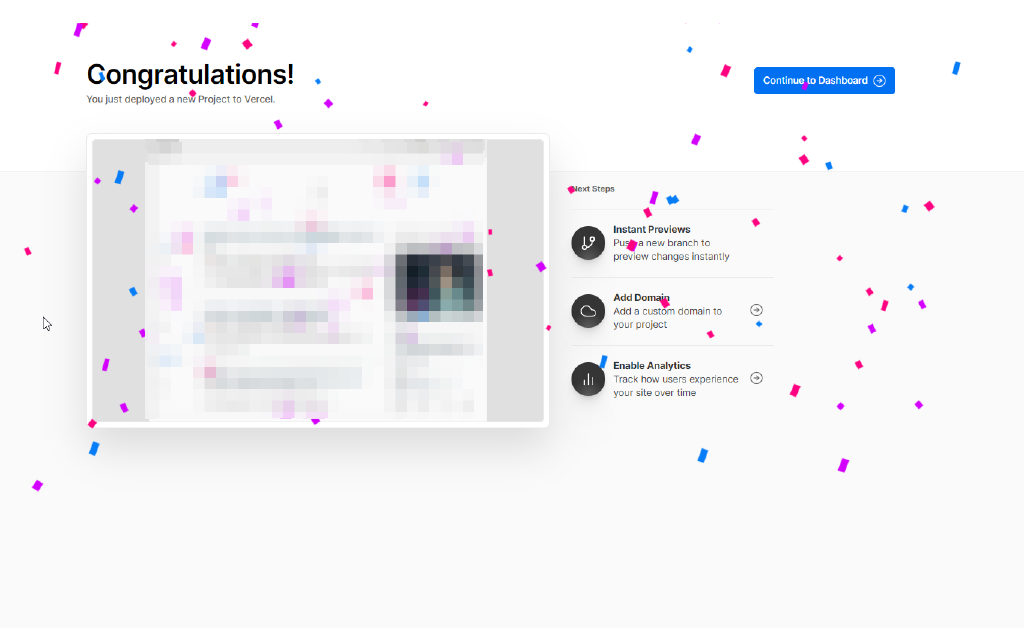 Congratulations!
You just deployed a new Project to Vercel.
Continue to Dashboard
Next Steps
Instant Previews
Push a new branch to
preview changes instantly
Add Domain
Add a custom domain to
your project
Enable Analytics
Track how users experience
your site over time